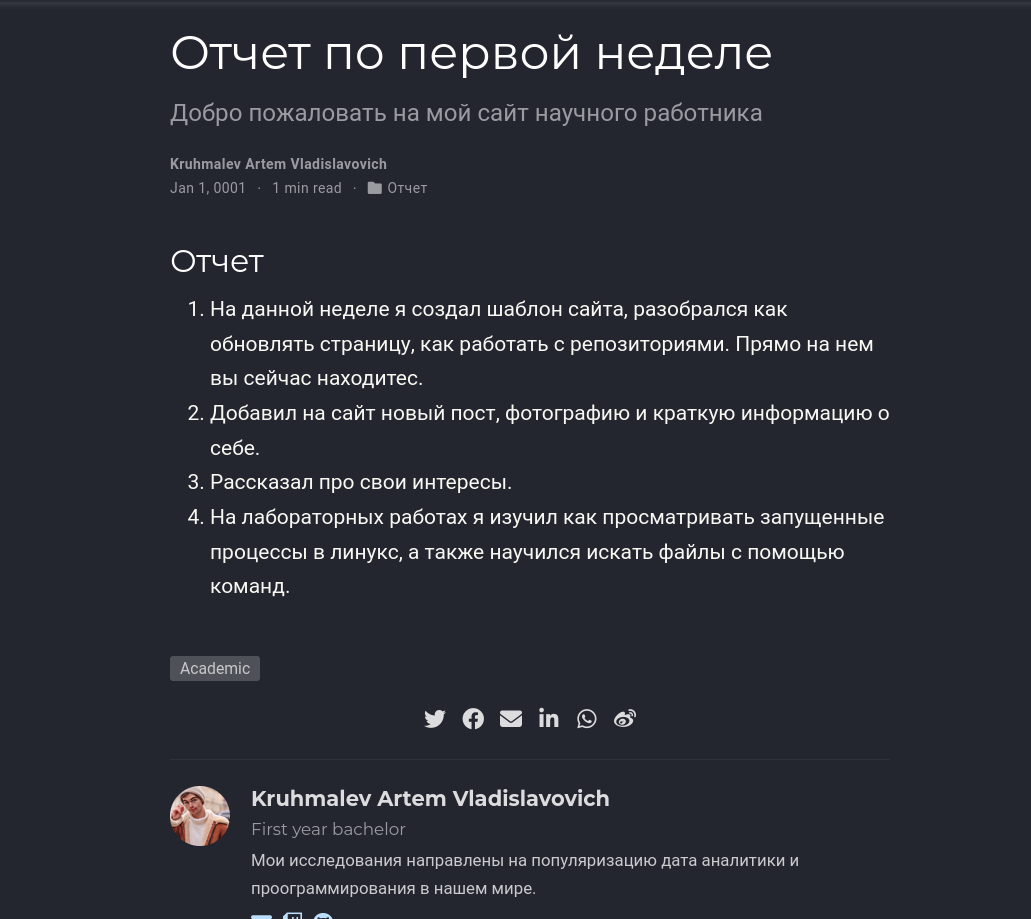 Отчет по первой неделе
Добро пожаловать на мой сайт научного работника
Kruhmalev Artem Vladislavovich
Jan 1, 0001 · 1 min read · Отчет
Отчет
1. На данной неделе я создал шаблон сайта, разобрался как
обновлять страницу, как работать с репозиториями. Прямо на нем
вы сейчас находитес.
2. Добавил на сайт новый пост, фотографию и краткую информацию о
себе.
3. Рассказал про свои интересы.
4. На лабораторных работах я изучил как просматривать запущенные
процессы в линукс, а также научился искать файлы с помощью
команд.
Academic
Kruhmalev Artem Vladislavovich
First year bachelor
Мои исследования направлены на популяризацию дата аналитики и
проограммирования в нашем мире.